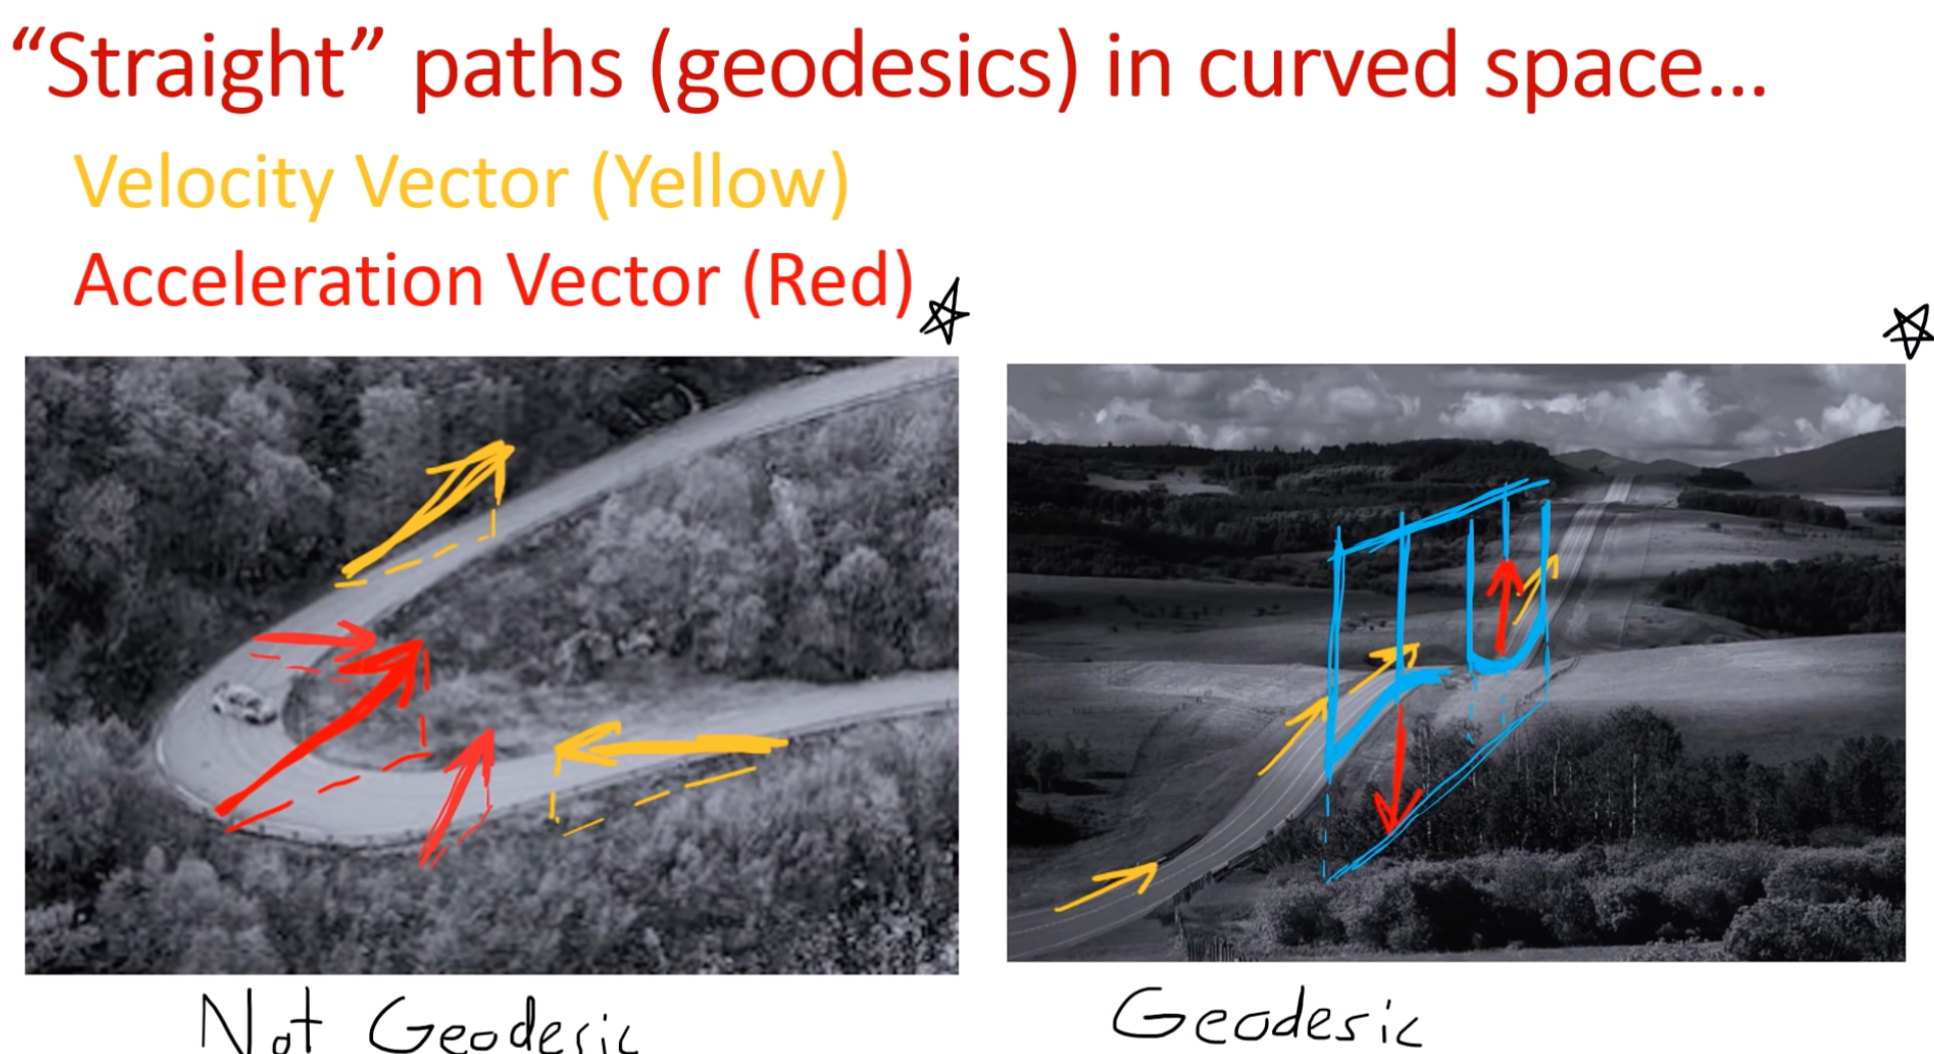 “Straight” paths (geodesics) in curved space...
Velocity Vector (Yellow)
Acceleration Vector (Red)
Not Geodesic
Geodesic